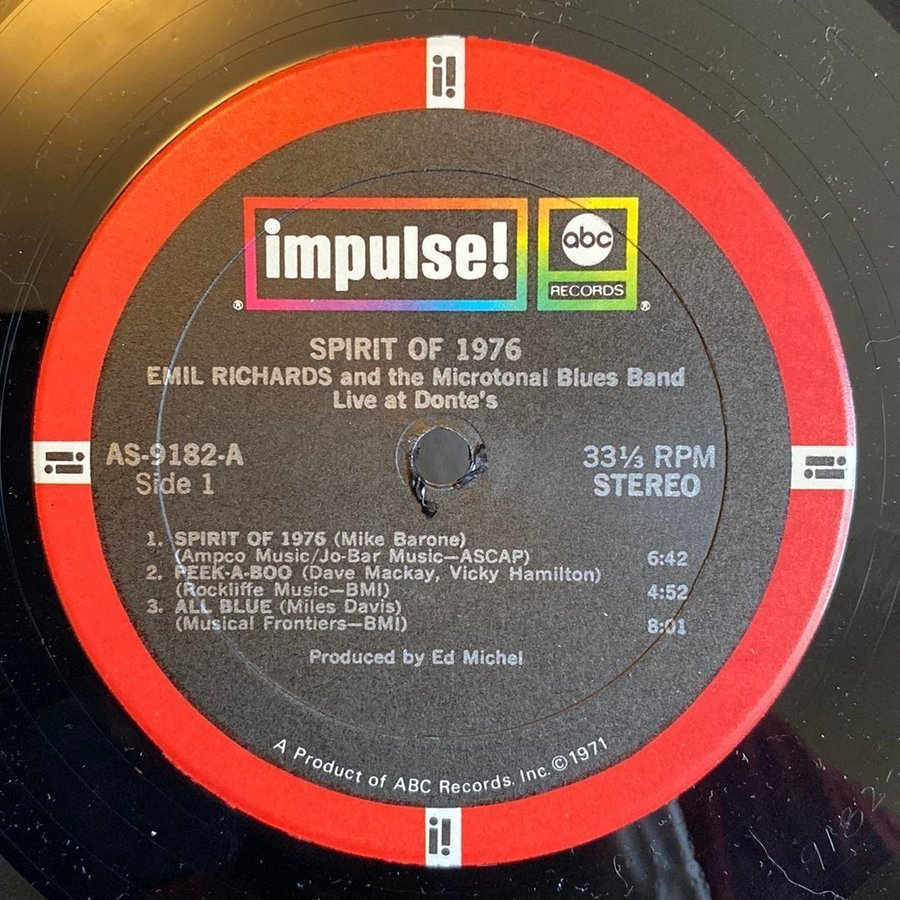 i!
impulse!
abc
RECORDS
®
®
SPIRIT OF 1976
EMIL RICHARDS and the Microtonal Blues Band
Live at Donte's
AS-9182-A
33⅓ RPM
Side 1
STEREO
i!
i!
1. SPIRIT OF 1976 (Mike Barone)
(Ampco Music/Jo-Bar Music—ASCAP) 6:42
2. PEEK-A-BOO (Dave Mackay, Vicky Hamilton)
(Rockliffe Music—BMI) 4:52
3. ALL BLUE (Miles Davis)
(Musical Frontiers—BMI) 8:01
Produced by Ed Michel
A Product of ABC Records, Inc. ©1971
i!
9182